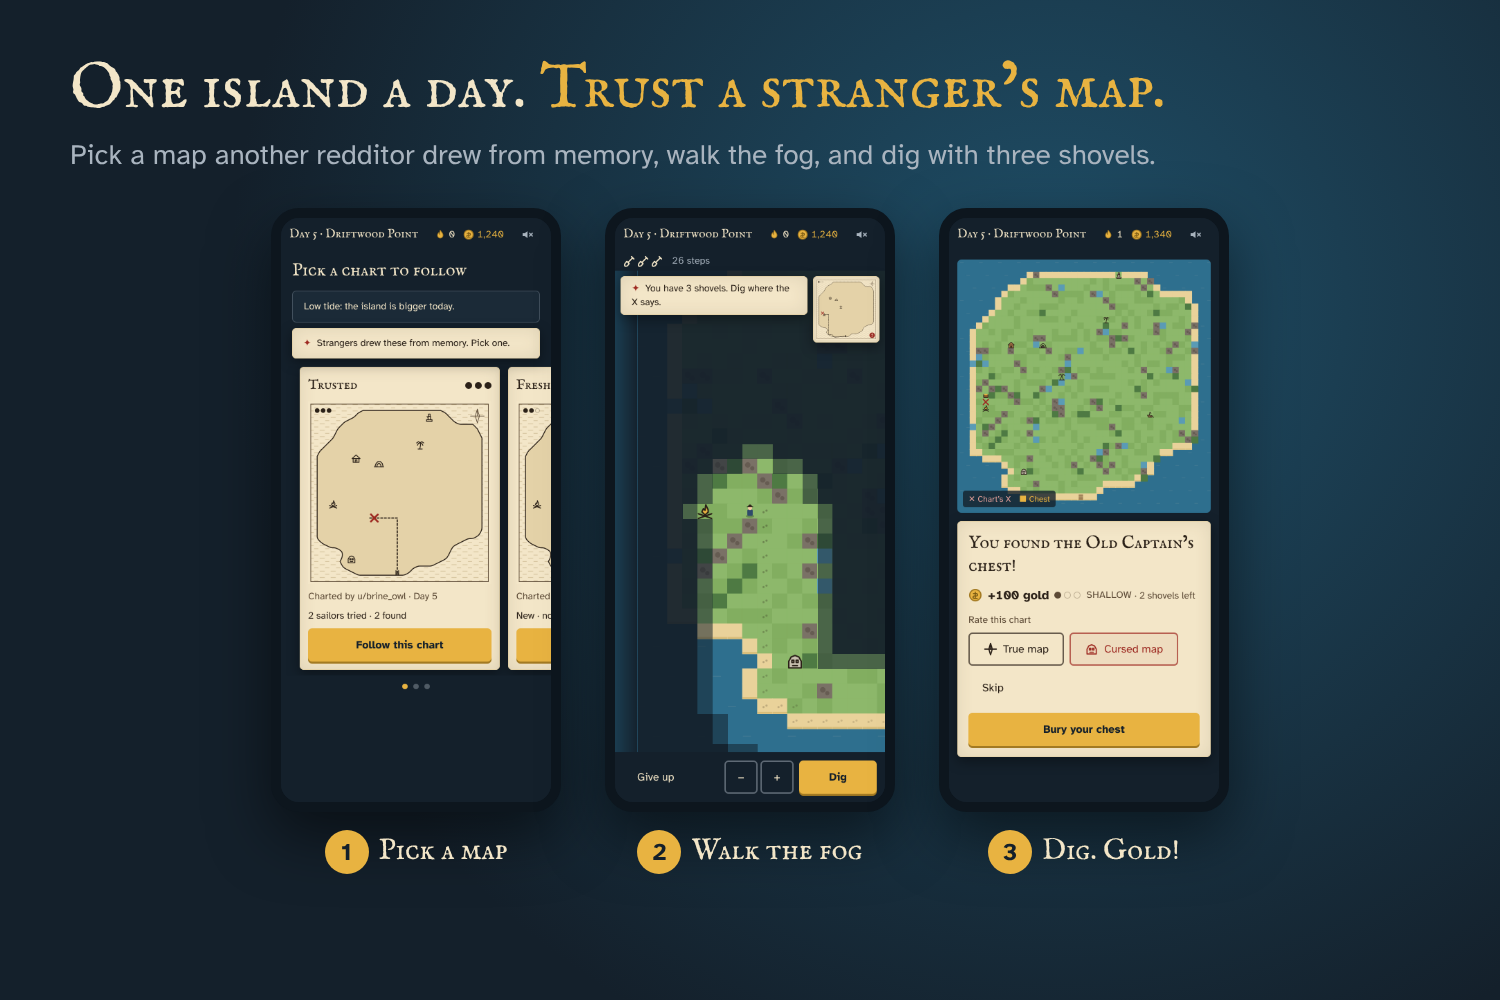 One island a day. Trust a stranger's map.
Pick a map another redditor drew from memory, walk the fog, and dig with three shovels.
Day 5 · Driftwood Point 0 1,240
Pick a chart to follow
Low tide: the island is bigger today.
Strangers drew these from memory. Pick one.
Trusted
Fresh
Charted by u/brine_owl · Day 5
Charted
2 sailors tried · 2 found
New · no
Follow this chart
Day 5 · Driftwood Point 0 1,240
26 steps
You have 3 shovels. Dig where the
X says.
Give up − + Dig
Day 5 · Driftwood Point 1 1,340
Chart's X Chest
You found the Old Captain's
chest!
+100 gold SHALLOW · 2 shovels left
Rate this chart
True map Cursed map
Skip
Bury your chest
1 Pick a map
2 Walk the fog
3 Dig. Gold!